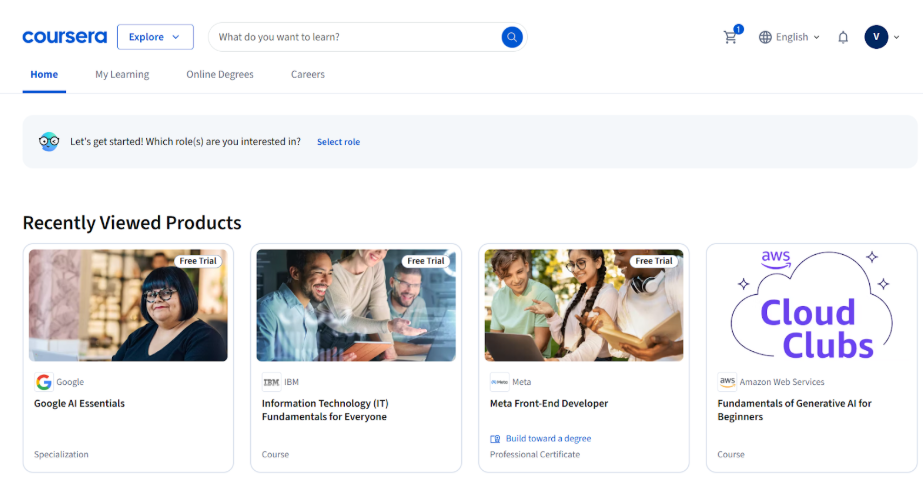 coursera
Explore
What do you want to learn?
1
English
V
Home
My Learning
Online Degrees
Careers
Let's get started! Which role(s) are you interested in?
Select role
Recently Viewed Products
Free Trial
Google
Google AI Essentials
Specialization
Free Trial
IBM
IBM
Information Technology (IT)
Fundamentals for Everyone
Course
Free Trial
Meta
Meta
Meta Front-End Developer
Build toward a degree
Professional Certificate
aws
Cloud
Clubs
aws
Amazon Web Services
Fundamentals of Generative AI for
Beginners
Course